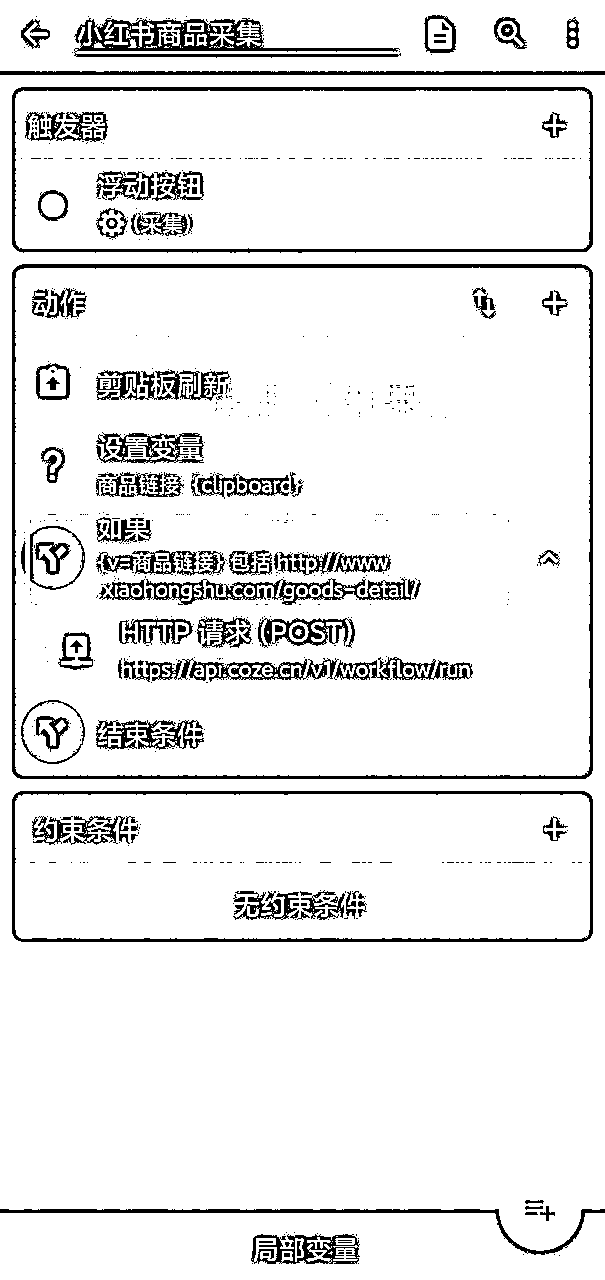 小红书商品采集
触发器
浮动按钮
(采集)
动作
剪贴板刷新
设置变量
商品链接 {clipboard}
如果
{v=商品链接} 包括 http://www
.xiaohongshu.com/goods-detail/
HTTP 请求 (POST)
https://api.coze.cn/v1/workflow/run
结束条件
约束条件
无约束条件
局部变量